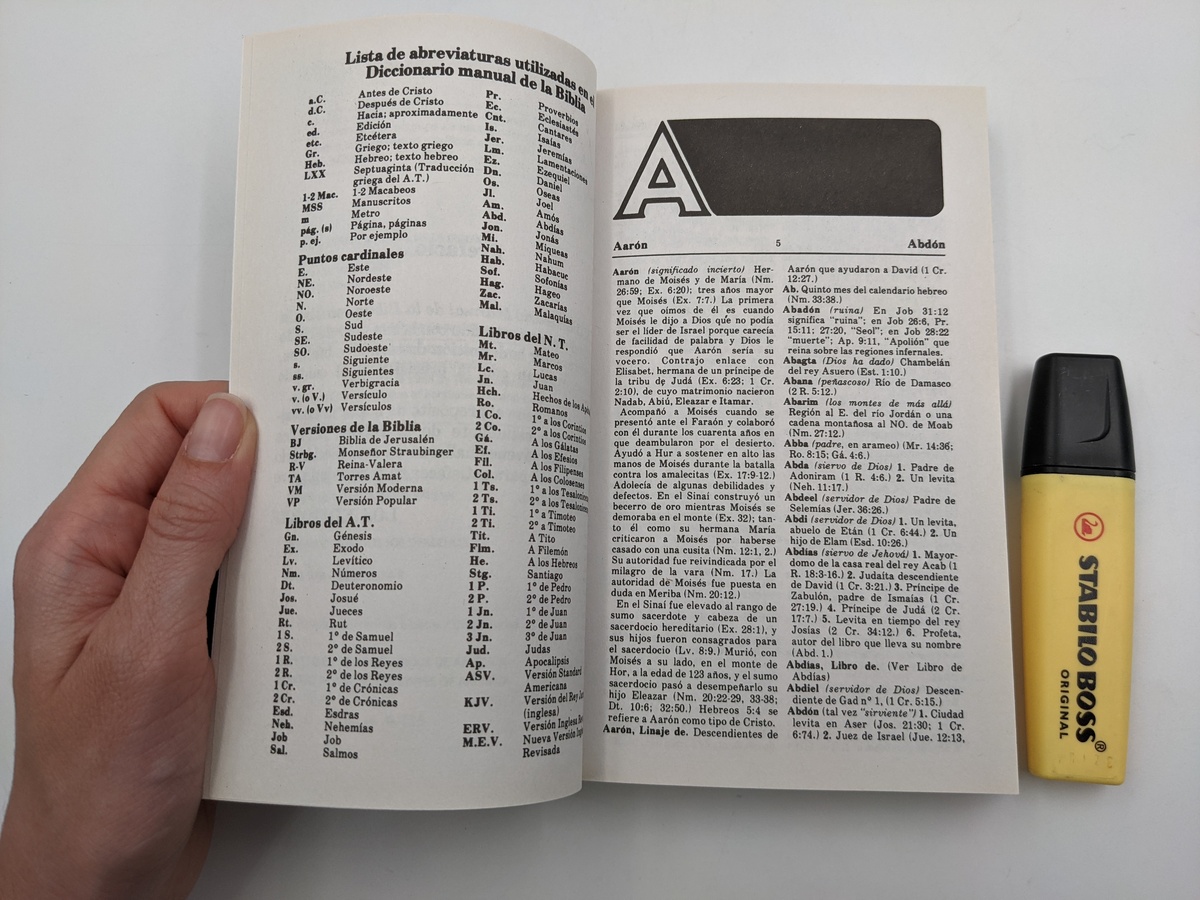 Lista de abreviaturas utilizadas en el
Diccionario manual de la Biblia
a.C. Antes de Cristo
d.C. Después de Cristo
c. Hacia; aproximadamente
ed. Edición
etc. Etcétera
Gr. Griego; texto griego
Heb. Hebreo; texto hebreo
LXX Septuaginta (Traducción
griega del A.T.)
1-2 Mac. 1-2 Macabeos
MSS Manuscritos
m Metro
pág. (s) Página, páginas
p. ej. Por ejemplo
Puntos cardinales
E. Este
NE. Nordeste
NO. Noroeste
N. Norte
O. Oeste
S. Sud
SE. Sudeste
SO. Sudoeste
s. Siguiente
ss. Siguientes
v. gr. Verbigracia
v. (o V.) Versículo
vv. (o Vv) Versículos
Versiones de la Biblia
BJ Biblia de Jerusalén
Strbg. Monseñor Straubinger
R-V Reina-Valera
TA Torres Amat
VM Versión Moderna
VP Versión Popular
Libros del A.T.
Gn. Génesis
Ex. Exodo
Lv. Levítico
Nm. Números
Dt. Deuteronomio
Jos. Josué
Jue. Jueces
Rt. Rut
1 S. 1º de Samuel
2 S. 2º de Samuel
1 R. 1º de los Reyes
2 R. 2º de los Reyes
1 Cr. 1º de Crónicas
2 Cr. 2º de Crónicas
Esd. Esdras
Neh. Nehemías
Job Job
Sal. Salmos
Pr. Proverbios
Ec. Eclesiastés
Cnt. Cantares
Is. Isaías
Jer. Jeremías
Lm. Lamentaciones
Ez. Ezequiel
Dn. Daniel
Os. Oseas
Jl. Joel
Am. Amós
Abd. Abdías
Jon. Jonás
Mi. Miqueas
Nah. Nahum
Hab. Habacuc
Sof. Sofonías
Hag. Hageo
Zac. Zacarías
Mal. Malaquías
Libros del N. T.
Mt. Mateo
Mr. Marcos
Lc. Lucas
Jn. Juan
Hch. Hechos de los
Ro. Romanos
1 Co. 1º a los Corintios
2 Co. 2º a los Corintios
Gá. A los Gálatas
Ef. A los Efesios
Fil. A los Filipenses
Col. A los Colosenses
1 Ts. 1º a los
2 Ts. 2º a los
1 Ti. 1º a Timoteo
2 Ti. 2º a Timoteo
Tit. A Tito
Flm. A Filemón
He. A los Hebreos
Stg. Santiago
1 P. 1º de Pedro
2 P. 2º de Pedro
1 Jn. 1º de Juan
2 Jn. 2º de Juan
3 Jn. 3º de Juan
Jud. Judas
Ap. Apocalipsis
ASV. Versión Standard
Americana
KJV. Versión del Rey
(inglesa)
ERV. Versión Inglesa
M.E.V. Nueva Versión
Revisada
A
Aarón 5 Abdón
Aarón (significado incierto) Her-
mano de Moisés y de María (Nm.
26:59; Ex. 6:20); tres años mayor
que Moisés (Ex. 7:7.) La primera
vez que oímos de él es cuando
Moisés le dijo a Dios que no podía
ser el líder de Israel porque carecía
de facilidad de palabra y Dios le
respondió que Aarón sería su
vocero. Contrajo enlace con
Elisabet, hermana de un príncipe de
la tribu de Judá (Ex. 6:23; 1 Cr.
2:10), de cuyo matrimonio nacieron
Nadab, Abiú, Eleazar e Itamar.
Acompañó a Moisés cuando se
presentó ante el Faraón y colaboró
con él durante los cuarenta años en
que deambularon por el desierto.
Ayudó a Hur a sostener en alto las
manos de Moisés durante la batalla
contra los amalecitas (Ex. 17:9-12.)
Adolecía de algunas debilidades y
defectos. En el Sinaí construyó un
becerro de oro mientras Moisés se
demoraba en el monte (Ex. 32); tan-
to él como su hermana María
criticaron a Moisés por haberse
casado con una cusita (Nm. 12:1, 2.)
Su autoridad fue reivindicada por el
milagro de la vara (Nm. 17.) La
autoridad de Moisés fue puesta en
duda en Meriba (Nm. 20:12.)
En el Sinaí fue elevado al rango de
sumo sacerdote y cabeza de un
sacerdocio hereditario (Ex. 28:1), y
sus hijos fueron consagrados para
el sacerdocio (Lv. 8:9.) Murió, con
Moisés a su lado, en el monte de
Hor, a la edad de 123 años, y el sumo
sacerdocio pasó a desempeñarlo su
hijo Eleazar (Nm. 20:22-29, 33-38;
Dt. 10:6; 32:50.) Hebreos 5:4 se
refiere a Aarón como tipo de Cristo.
Aarón, Linaje de. Descendientes de
Aarón que ayudaron a David (1 Cr.
12:27.)
Ab. Quinto mes del calendario hebreo
(Nm. 33:38.)
Abadón (ruina) En Job 31:12
significa "ruina"; en Job 26:6, Pr.
15:11; 27:20, "Seol"; en Job 28:22
"muerte"; Ap. 9:11, "Apolión" que
reina sobre las regiones infernales.
Abagta (Dios ha dado) Chambelán
del rey Asuero (Est. 1:10.)
Abana (peñascoso) Río de Damasco
(2 R. 5:12.)
Abarim (los montes de más allá)
Región al E. del río Jordán o una
cadena montañosa al NO. de Moab
(Nm. 27:12.)
Abba (padre, en arameo) (Mr. 14:36;
Ro. 8:15; Gá. 4:6.)
Abda (siervo de Dios) 1. Padre de
Adoniram (1 R. 4:6.) 2. Un levita
(Neh. 11:17.)
Abdeel (servidor de Dios) Padre de
Selemías (Jer. 36:26.)
Abdi (servidor de Dios) 1. Un levita,
abuelo de Etán (1 Cr. 6:44.) 2. Un
hijo de Elam (Esd. 10:26.)
Abdías (siervo de Jehová) 1. Mayor-
domo de la casa real del rey Acab (1
R. 18:3-16.) 2. Judaíta descendiente
de David (1 Cr. 3:21.) 3. Príncipe de
Zabulón, padre de Ismaías (1 Cr.
27:19.) 4. Príncipe de Judá (2 Cr.
17:7.) 5. Levita en tiempo del rey
Josías (2 Cr. 34:12.) 6. Profeta,
autor del libro que lleva su nombre
(Abd. 1.)
Abdías, Libro de. (Ver Libro de
Abdías)
Abdiel (servidor de Dios) Descen-
diente de Gad nº 1, (1 Cr. 5:15.)
Abdón (tal vez "sirviente") 1. Ciudad
levita en Aser (Jos. 21:30; 1 Cr.
6:74.) 2. Juez de Israel (Jue. 12:13,
STABILO BOSS®
ORIGINAL